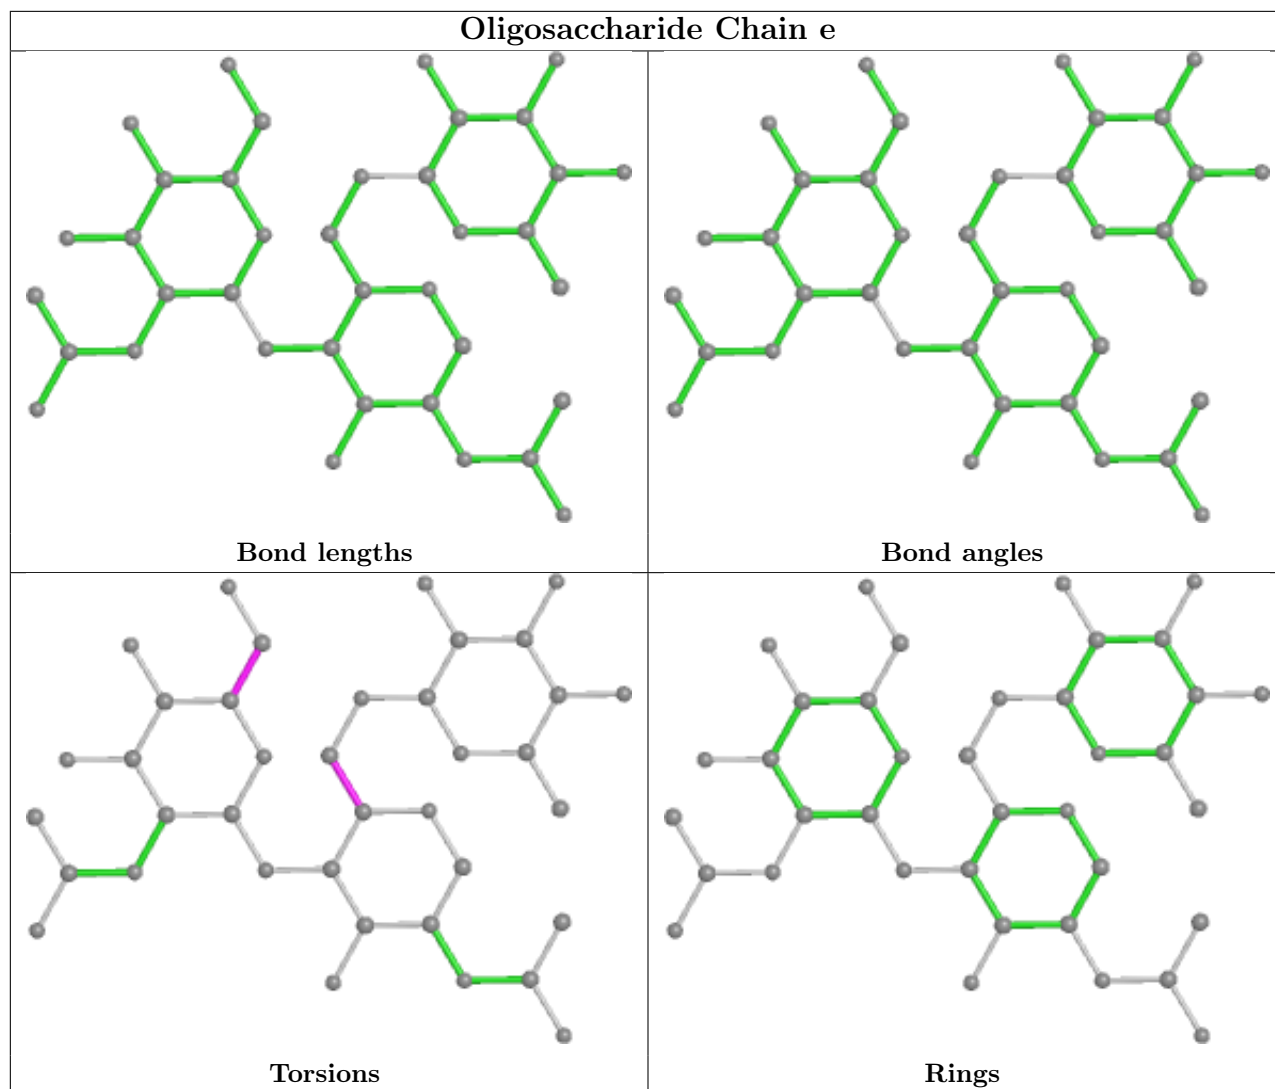 Oligosaccharide Chain e
Bond lengths
Bond angles
Torsions
Rings